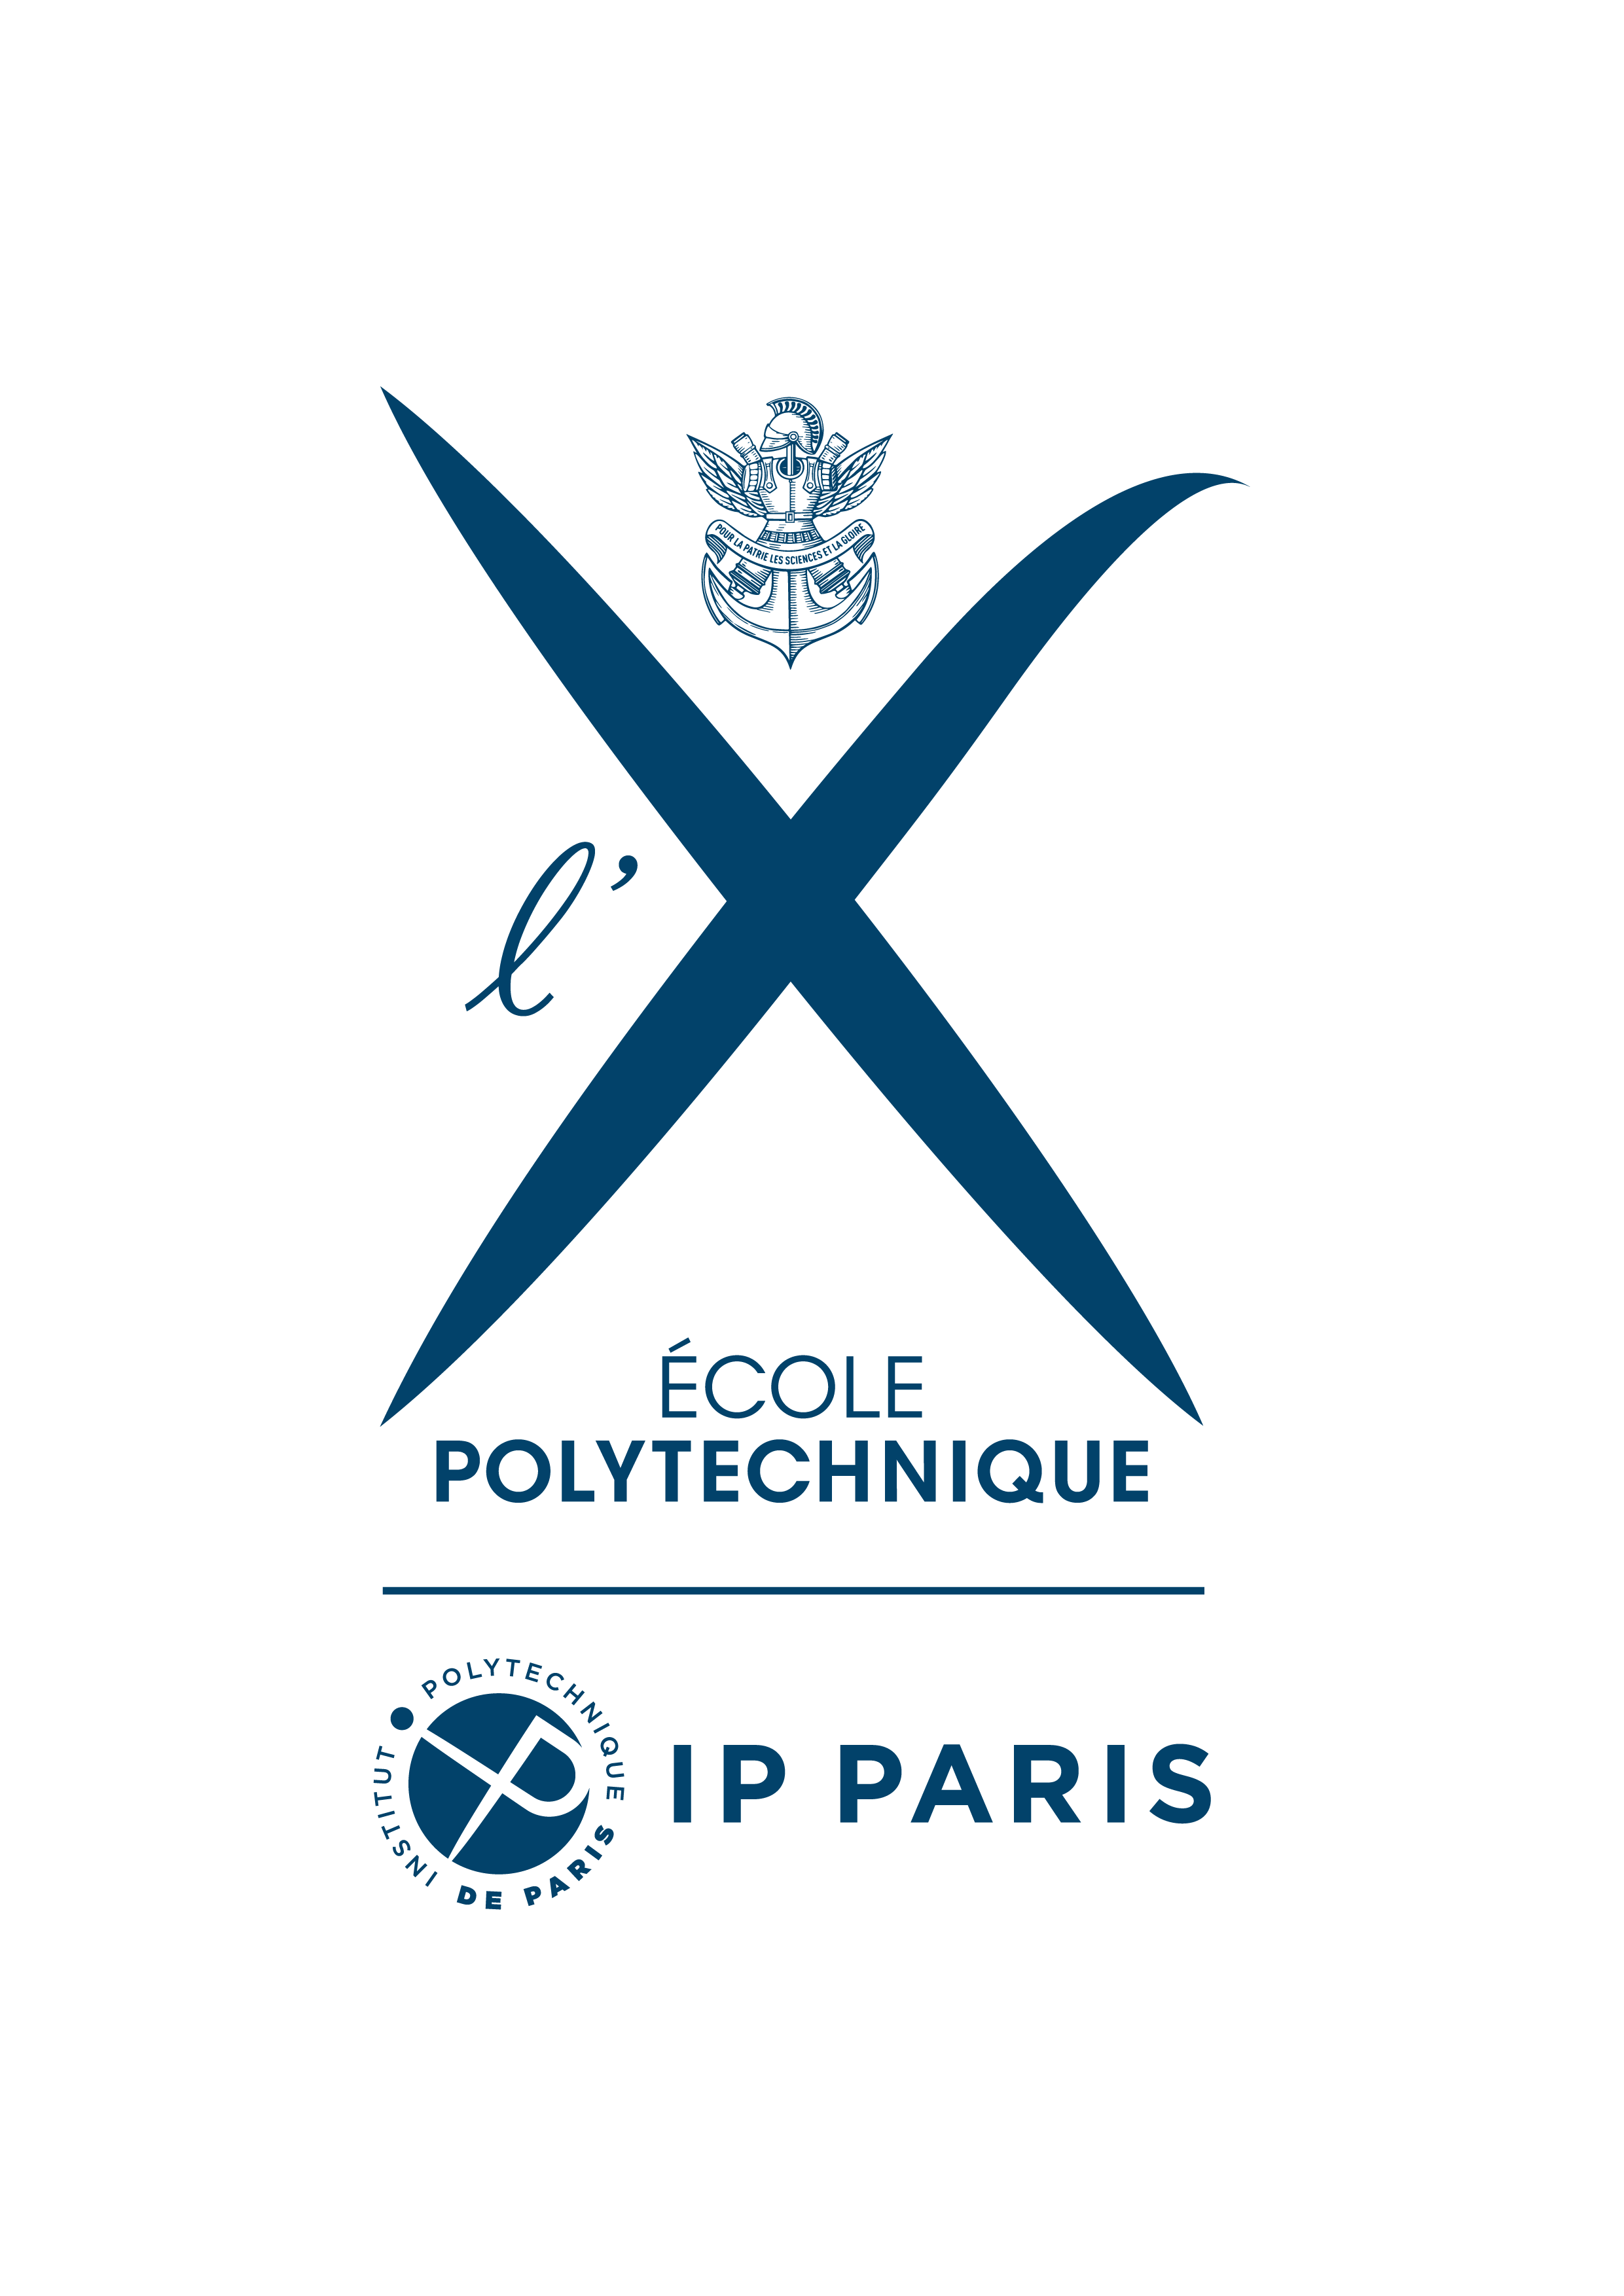 POUR LA PATRIE LES SCIENCES ET LA GLOIRE
l'X
ÉCOLE
POLYTECHNIQUE
INSTITUT • POLYTECHNIQUE
DE PARIS
IP PARIS